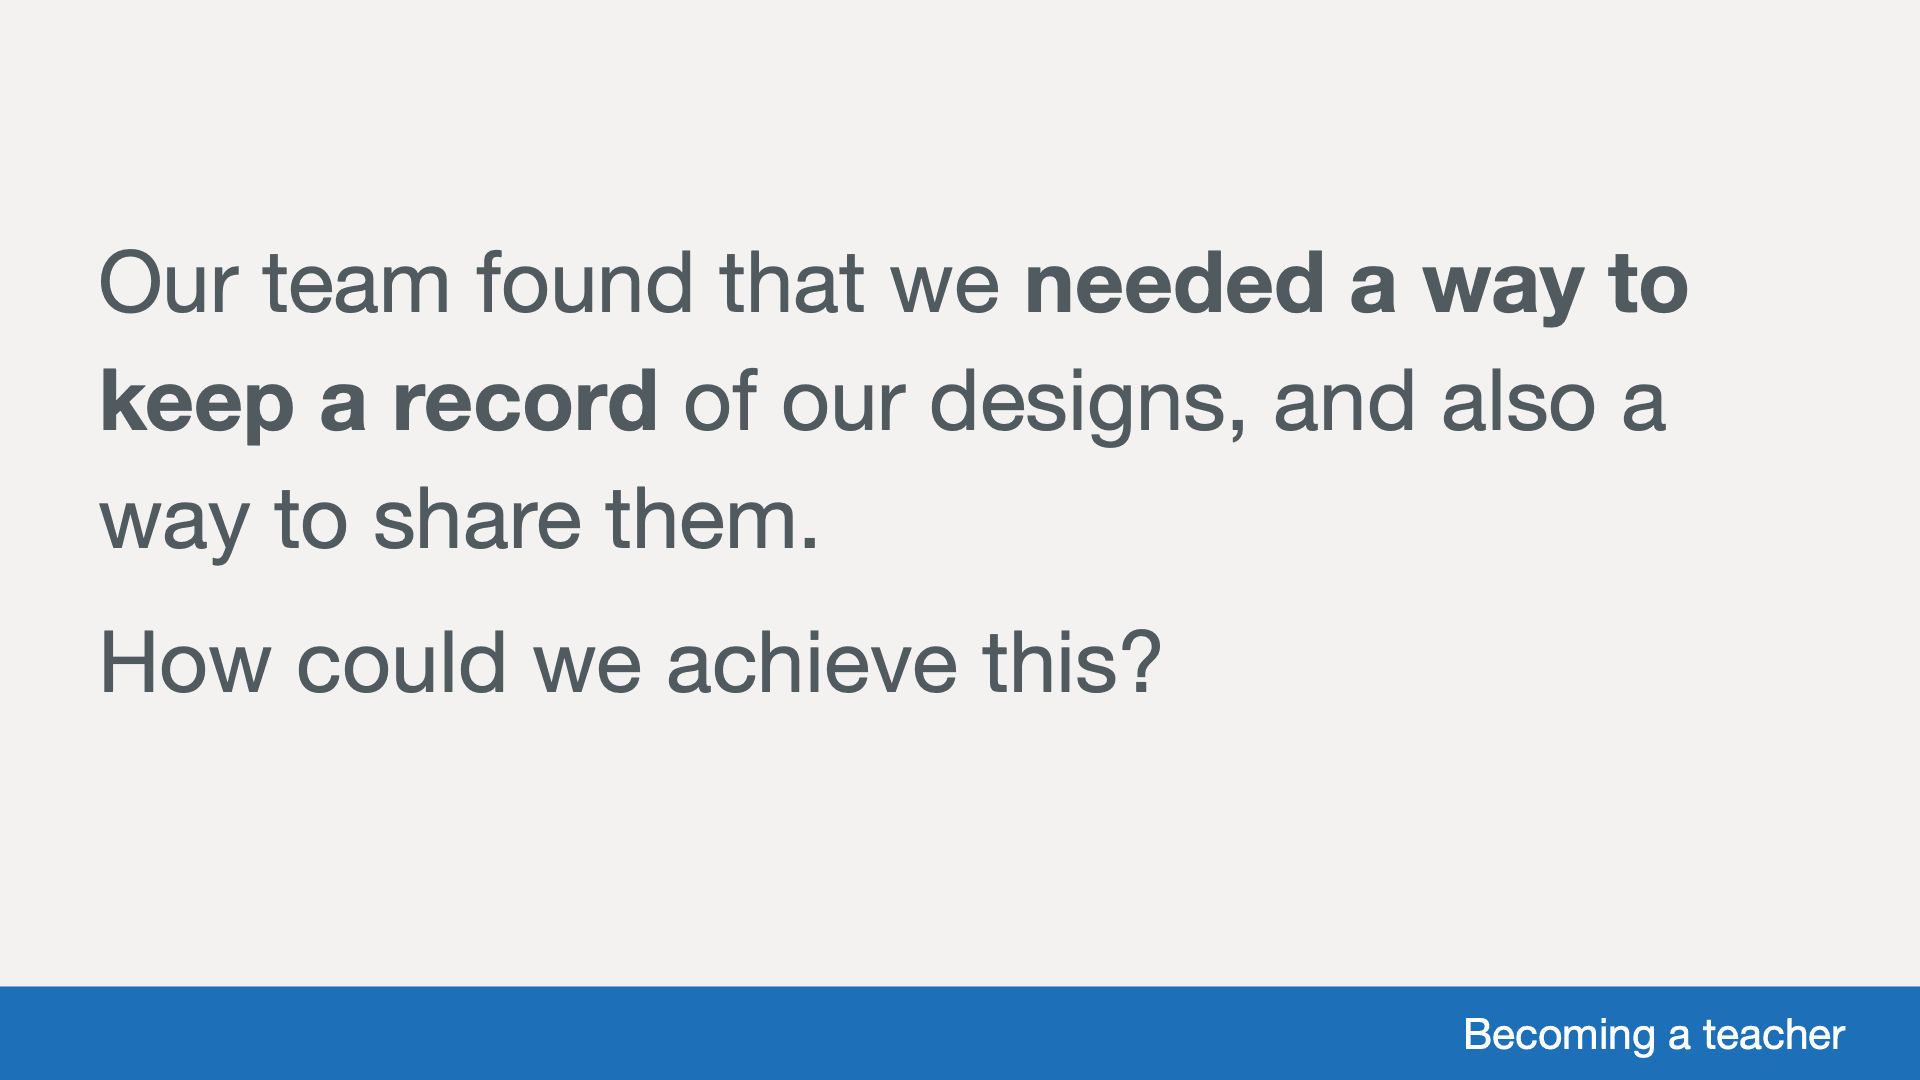 Our team found that we needed a way to
keep a record of our designs, and also a
way to share them.
How could we achieve this?
Becoming a teacher